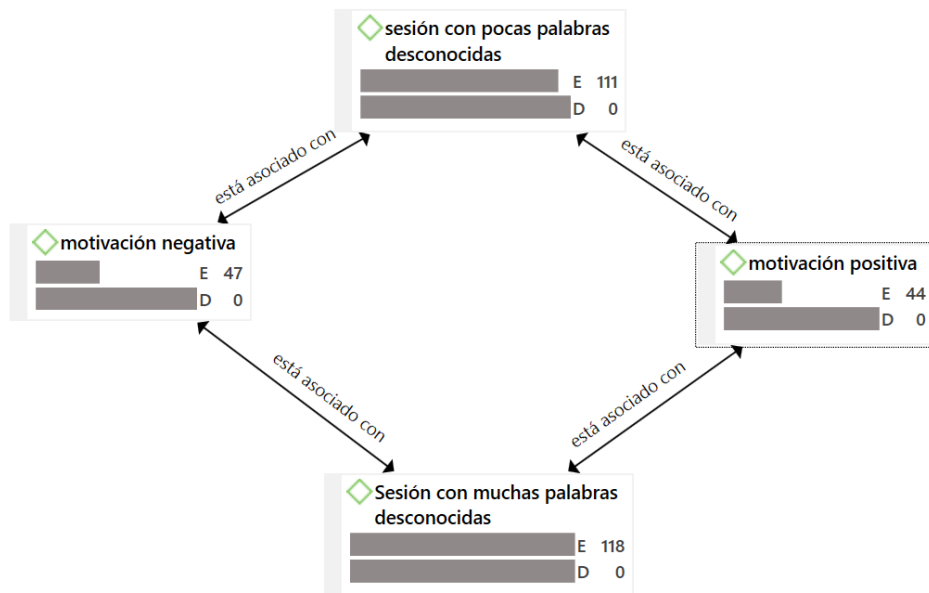 sesión con pocas palabras
desconocidas
E 111
D 0
está asociado con
está asociado con
motivación negativa
E 47
D 0
motivación positiva
E 44
D 0
está asociado con
está asociado con
Sesión con muchas palabras
desconocidas
E 118
D 0